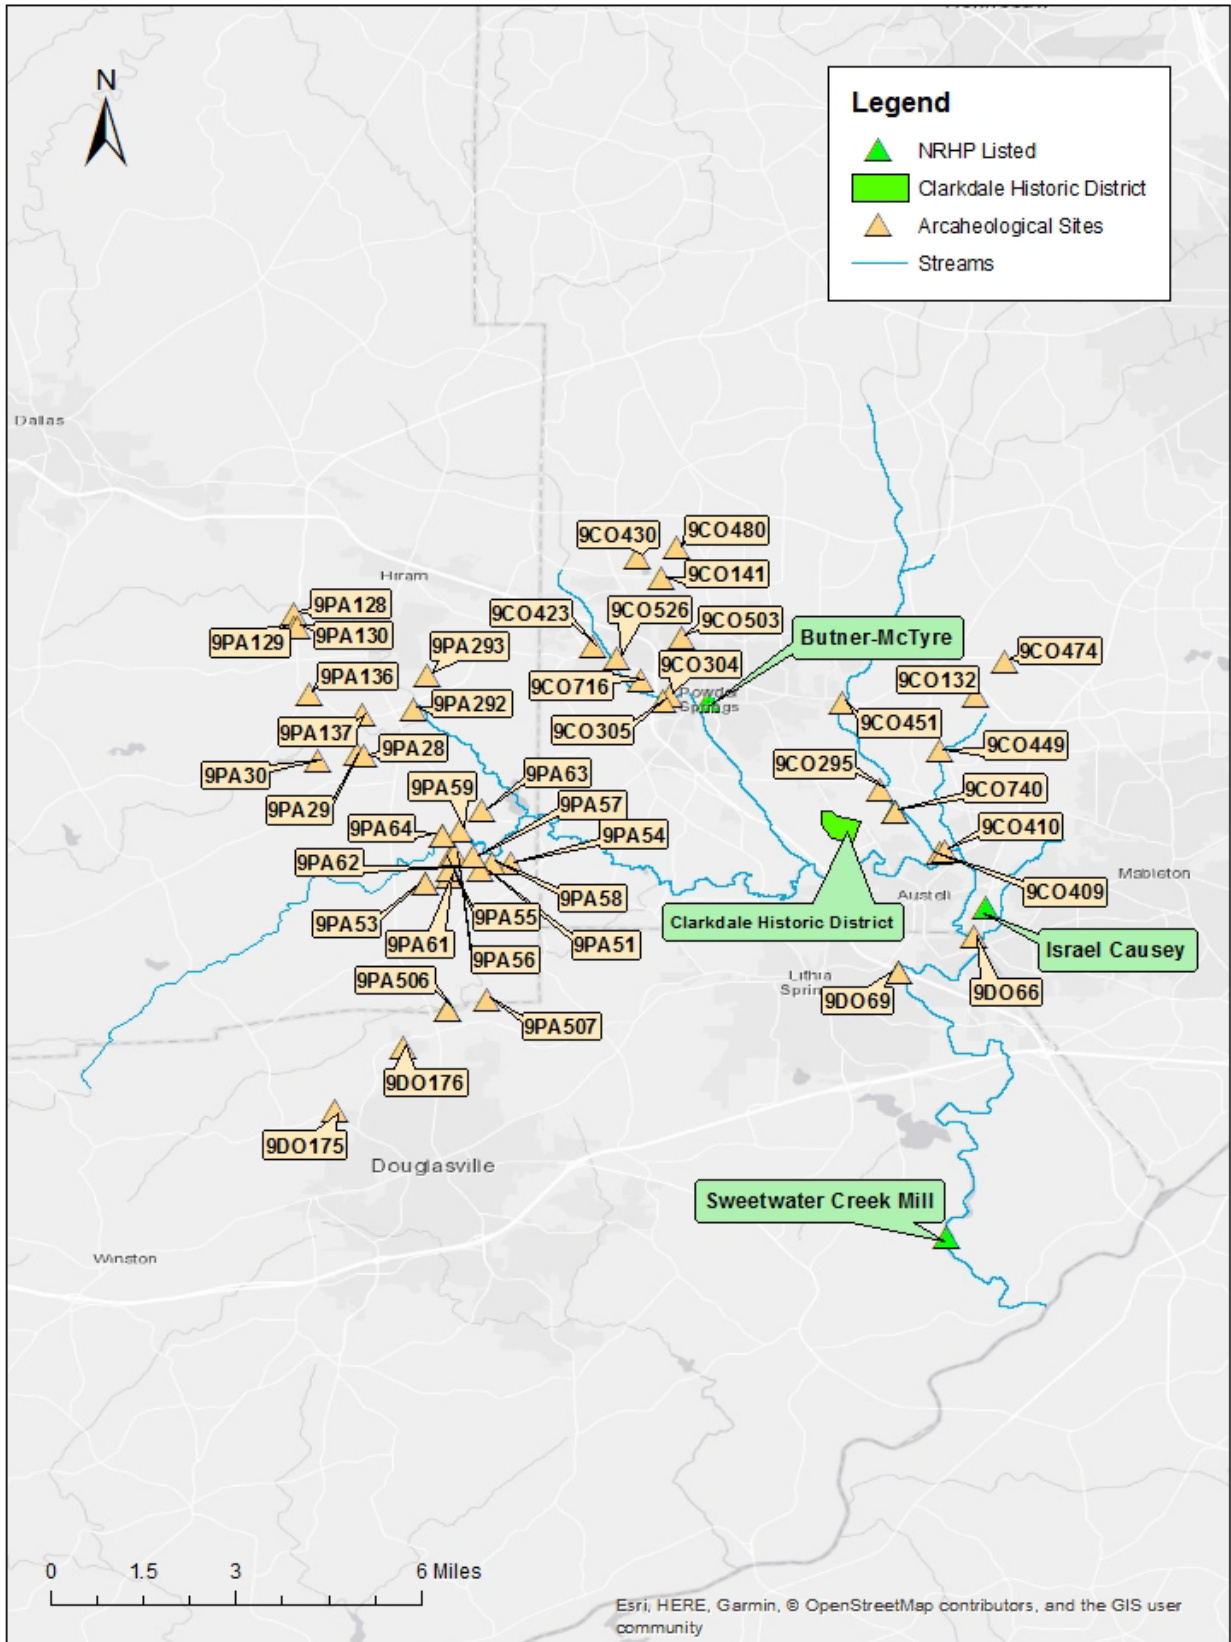 N
Legend
NRHP Listed
Clarkdale Historic District
Arcaheological Sites
Streams
Dallas
9CO430
9CO480
Hiram
9CO141
9PA128
9CO423
9CO526
9CO503
Butner-McTyre
9PA129
9PA130
9PA293
9CO304
9CO474
9PA136
9CO716
9CO132
Powder
Springs
9PA292
9CO305
9CO451
9PA137
9PA28
9CO449
9PA30
9PA59
9PA63
9CO295
9PA29
9PA57
9CO740
9PA64
9PA54
9CO410
9PA62
9CO409
Mableton
9PA58
Austell
9PA53
9PA55
Clarkdale Historic District
9PA61
9PA51
9PA56
Israel Causey
9PA506
Lithia
9DO66
9DO69
9PA507
9DO176
9DO175
Douglasville
Sweetwater Creek Mill
Winston
0 1.5 3 6 Miles
Esri, HERE, Garmin, © OpenStreetMap contributors, and the GIS user
community